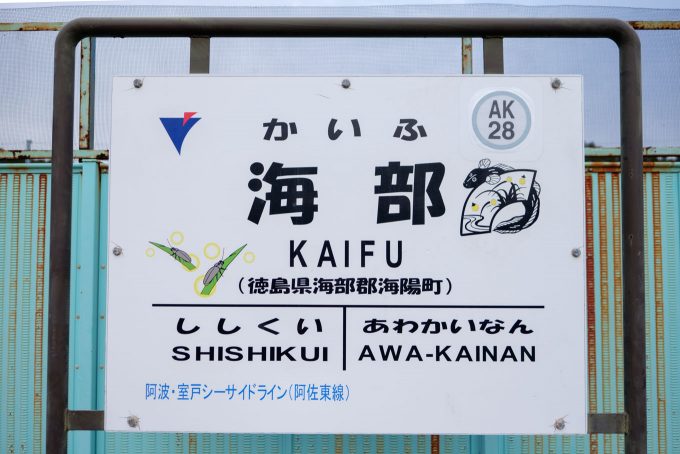 AK
28
かいふ
海部
KAIFU
(徳島県海部郡海陽町)
ししくい
SHISHIKUI
あわかいなん
AWA-KAINAN
阿波・室戸シーサイドライン(阿佐東線)